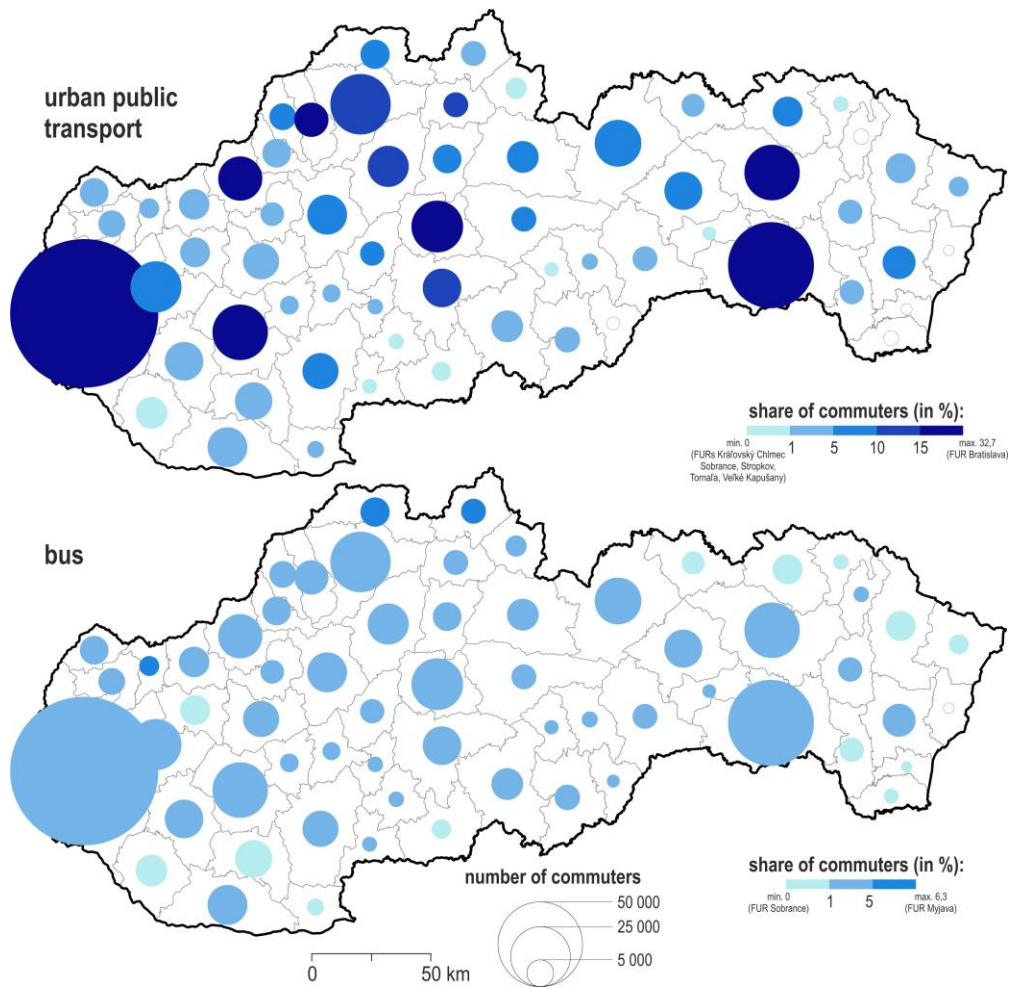 urban public
transport
share of commuters (in %):
min. 0
(FURs Kráľovský Chlmec
Sobrance, Stropkov,
Tornaľa, Veľké Kapušany)
1 5 10 15
max. 32,7
(FUR Bratislava)
bus
number of commuters
50 000
25 000
5 000
share of commuters (in %):
min. 0
(FUR Sobrance)
1 5
max. 6,3
(FUR Myjava)
0 50 km